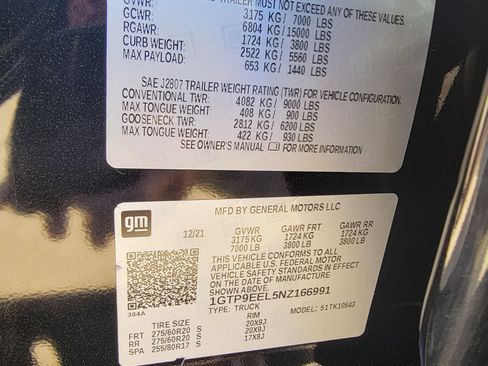 TRAILER MUST NOT EXCEED ANY OF THESE VALUES.
GVWR: 3175 KG/ 7000 LBS
GCWR: 6804 KG/ 15000 LBS
RGAWR: 1724 KG/ 3800 LBS
CURB WEIGHT: 2522 KG/ 5560 LBS
MAX PAYLOAD: 653 KG/ 1440 LBS
SAE J2807 TRAILER WEIGHT RATING (TWR) FOR VEHICLE CONFIGURATION.
CONVENTIONAL TWR: 4082 KG/ 9000 LBS
MAX TONGUE WEIGHT: 408 KG/ 900 LBS
GOOSENECK TWR: 2812 KG/ 6200 LBS
MAX TONGUE WEIGHT: 422 KG/ 930 LBS
SEE OWNER'S MANUAL FOR MORE INFORMATION
gm
MFD BY GENERAL MOTORS LLC
12/21 GVWR GAWR FRT GAWR RR
3175 KG 1724 KG 1724 KG
7000 LB 3800 LB 3800 LB
THIS VEHICLE CONFORMS TO ALL
APPLICABLE U.S. FEDERAL MOTOR
VEHICLE SAFETY STANDARDS IN EFFECT
ON THE DATE OF MANUFACTURE SHOWN ABOVE.
1GTP9EEL5NZ166991
384A
TYPE: TRUCK MODEL: S1TK10543
TIRE SIZE RIM
FRT 275/60R20 S 20X9J
RR 275/60R20 S 20X9J
SPA 255/80R17 S 17X8J